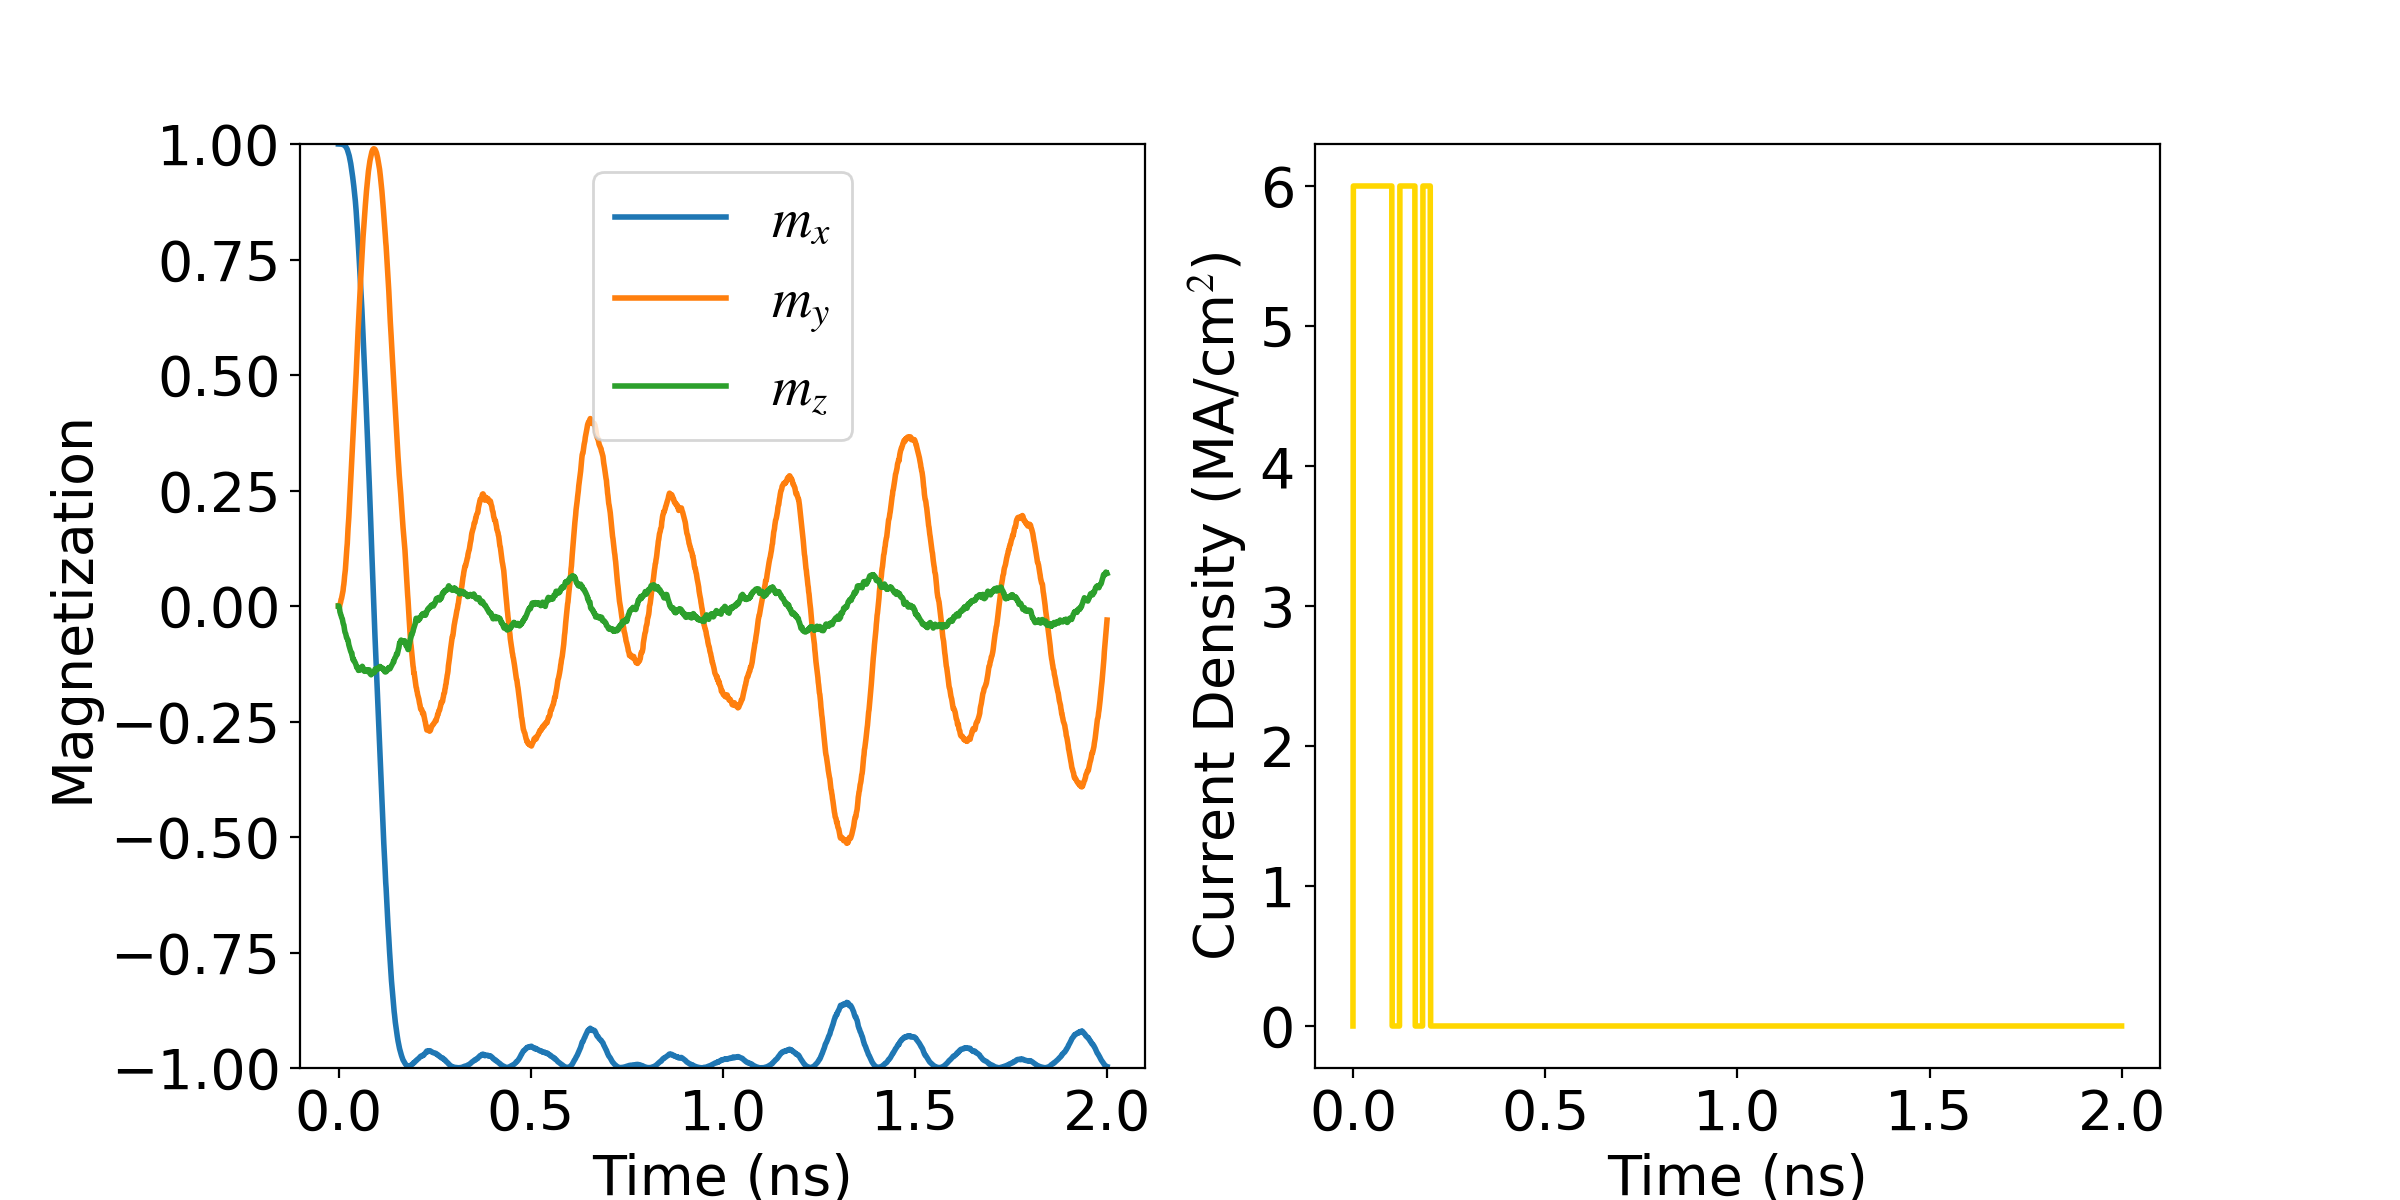 1.00
0.75
0.50
0.25
0.00
−0.25
−0.50
−0.75
−1.00
Magnetization
0.0 0.5 1.0 1.5 2.0
Time (ns)
mₓ
m_y
m_z
6
5
4
3
2
1
0
Current Density (MA/cm²)
0.0 0.5 1.0 1.5 2.0
Time (ns)